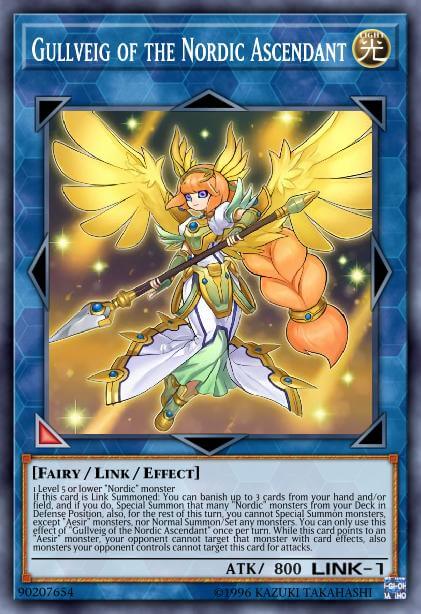 Gullveig of the Nordic Ascendant
LIGHT
光
[Fairy / Link / Effect]
1 Level 5 or lower "Nordic" monster
If this card is Link Summoned: You can banish up to 3 cards from your hand and/or
field, and if you do, Special Summon that many "Nordic" monsters from your Deck in
Defense Position, also, for the rest of this turn, you cannot Special Summon monsters,
except "Aesir" monsters, nor Normal Summon/Set any monsters. You can only use this
effect of "Gullveig of the Nordic Ascendant" once per turn. While this card points to an
"Aesir" monster, your opponent cannot target that monster with card effects, also
monsters your opponent controls cannot target this card for attacks.
ATK/ 800 LINK-1
90207654 ©1996 KAZUKI TAKAHASHI